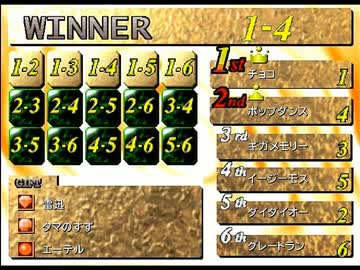 WINNER 1-4
1-2 1-3 1-4 1-5 1-6
2-3 2-4 2-5 2-6 3-4
3-5 3-6 4-5 4-6 5-6
GIFT
雷迅
タマのすず
エーテル
1st チョコ 1
2nd ポップダンス 4
3rd ギガメモリー 3
4th イージーモス 5
5th ダイダイオー 2
6th グレートラン 6